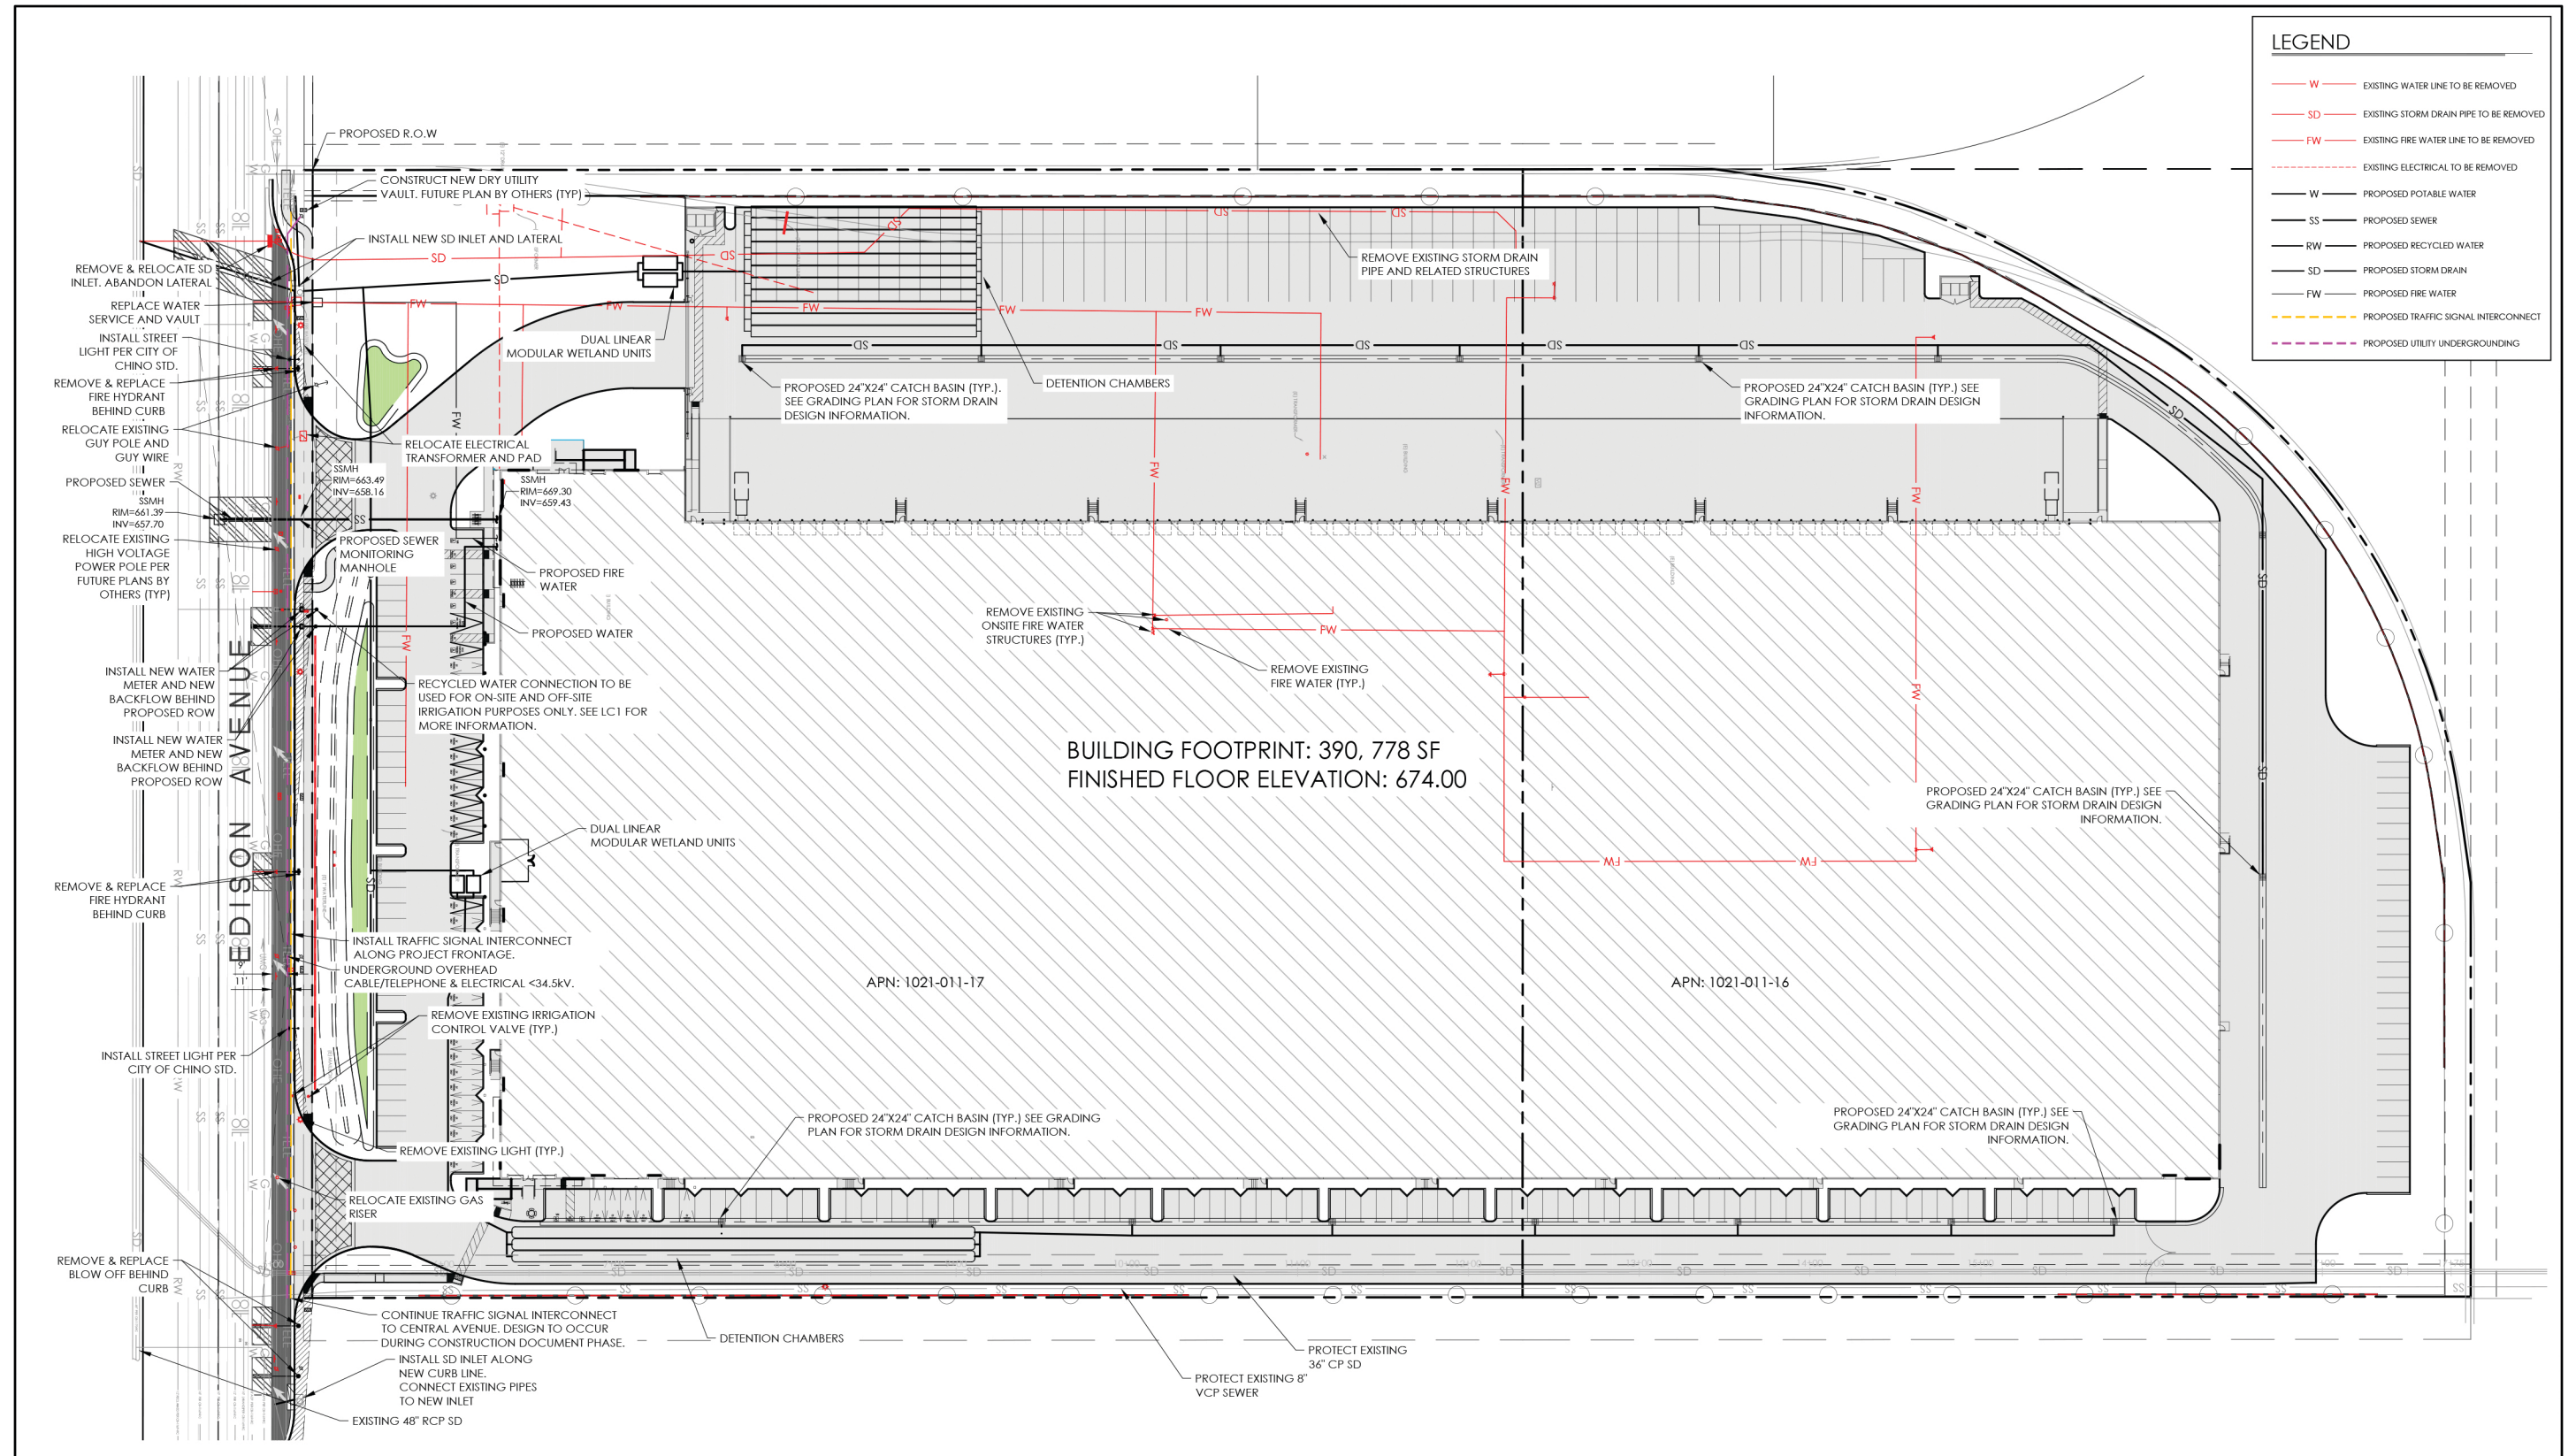 LEGEND
W EXISTING WATER LINE TO BE REMOVED
SD EXISTING STORM DRAIN PIPE TO BE REMOVED
FW EXISTING FIRE WATER LINE TO BE REMOVED
EXISTING ELECTRICAL TO BE REMOVED
W PROPOSED POTABLE WATER
SS PROPOSED SEWER
RW PROPOSED RECYCLED WATER
SD PROPOSED STORM DRAIN
FW PROPOSED FIRE WATER
PROPOSED TRAFFIC SIGNAL INTERCONNECT
PROPOSED UTILITY UNDERGROUNDING
PROPOSED R.O.W
CONSTRUCT NEW DRY UTILITY
VAULT. FUTURE PLAN BY OTHERS (TYP)
INSTALL NEW SD INLET AND LATERAL
REMOVE & RELOCATE SD
INLET. ABANDON LATERAL
REPLACE WATER
SERVICE AND VAULT
INSTALL STREET
LIGHT PER CITY OF
CHINO STD.
REMOVE & REPLACE
FIRE HYDRANT
BEHIND CURB
RELOCATE EXISTING
GUY POLE AND
GUY WIRE
PROPOSED SEWER
SSMH
RIM=661.39
INV=657.70
RELOCATE EXISTING
HIGH VOLTAGE
POWER POLE PER
FUTURE PLANS BY
OTHERS (TYP)
INSTALL NEW WATER
METER AND NEW
BACKFLOW BEHIND
PROPOSED ROW
INSTALL NEW WATER
METER AND NEW
BACKFLOW BEHIND
PROPOSED ROW
REMOVE & REPLACE
FIRE HYDRANT
BEHIND CURB
EDISON AVENUE
9'
11'
INSTALL STREET LIGHT PER
CITY OF CHINO STD.
REMOVE & REPLACE
BLOW OFF BEHIND
CURB
DUAL LINEAR
MODULAR WETLAND UNITS
RELOCATE ELECTRICAL
TRANSFORMER AND PAD
SSMH
RIM=663.49
INV=658.16
SSMH
RIM=669.30
INV=659.43
PROPOSED SEWER
MONITORING
MANHOLE
PROPOSED FIRE
WATER
PROPOSED WATER
RECYCLED WATER CONNECTION TO BE
USED FOR ON-SITE AND OFF-SITE
IRRIGATION PURPOSES ONLY. SEE LC1 FOR
MORE INFORMATION.
DUAL LINEAR
MODULAR WETLAND UNITS
INSTALL TRAFFIC SIGNAL INTERCONNECT
ALONG PROJECT FRONTAGE.
UNDERGROUND OVERHEAD
CABLE/TELEPHONE & ELECTRICAL <34.5kV.
REMOVE EXISTING IRRIGATION
CONTROL VALVE (TYP.)
REMOVE EXISTING LIGHT (TYP.)
RELOCATE EXISTING GAS
RISER
CONTINUE TRAFFIC SIGNAL INTERCONNECT
TO CENTRAL AVENUE. DESIGN TO OCCUR
DURING CONSTRUCTION DOCUMENT PHASE.
INSTALL SD INLET ALONG
NEW CURB LINE.
CONNECT EXISTING PIPES
TO NEW INLET
EXISTING 48" RCP SD
REMOVE EXISTING STORM DRAIN
PIPE AND RELATED STRUCTURES
PROPOSED 24"X24" CATCH BASIN (TYP.).
SEE GRADING PLAN FOR STORM DRAIN
DESIGN INFORMATION.
DETENTION CHAMBERS
PROPOSED 24"X24" CATCH BASIN (TYP.) SEE
GRADING PLAN FOR STORM DRAIN DESIGN
INFORMATION.
REMOVE EXISTING
ONSITE FIRE WATER
STRUCTURES (TYP.)
REMOVE EXISTING
FIRE WATER (TYP.)
BUILDING FOOTPRINT: 390, 778 SF
FINISHED FLOOR ELEVATION: 674.00
PROPOSED 24"X24" CATCH BASIN (TYP.) SEE
GRADING PLAN FOR STORM DRAIN DESIGN
INFORMATION.
APN: 1021-011-17
APN: 1021-011-16
PROPOSED 24"X24" CATCH BASIN (TYP.) SEE GRADING
PLAN FOR STORM DRAIN DESIGN INFORMATION.
PROPOSED 24"X24" CATCH BASIN (TYP.) SEE
GRADING PLAN FOR STORM DRAIN DESIGN
INFORMATION.
DETENTION CHAMBERS
PROTECT EXISTING
36" CP SD
PROTECT EXISTING 8"
VCP SEWER